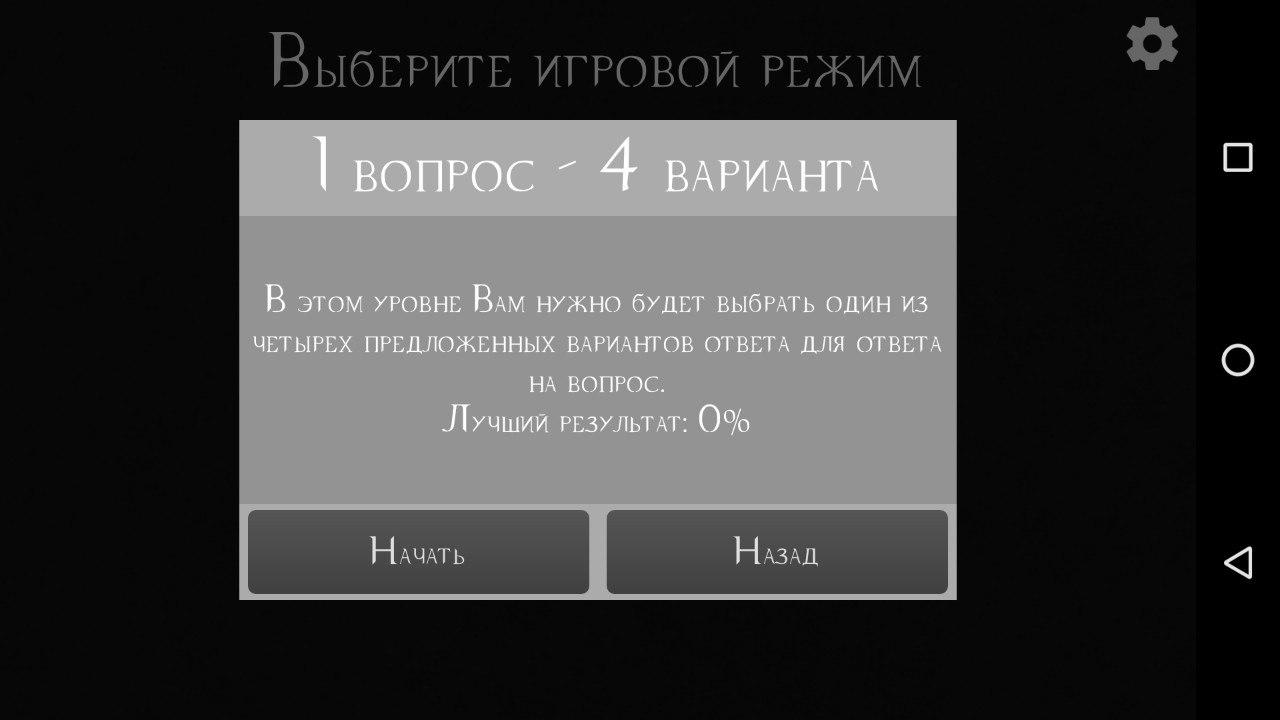 Выберите игровой режим
1 вопрос - 4 варианта
В этом уровне Вам нужно будет выбрать один из
четырех предложенных вариантов ответа для ответа
на вопрос.
Лучший результат: 0%
Начать
Назад